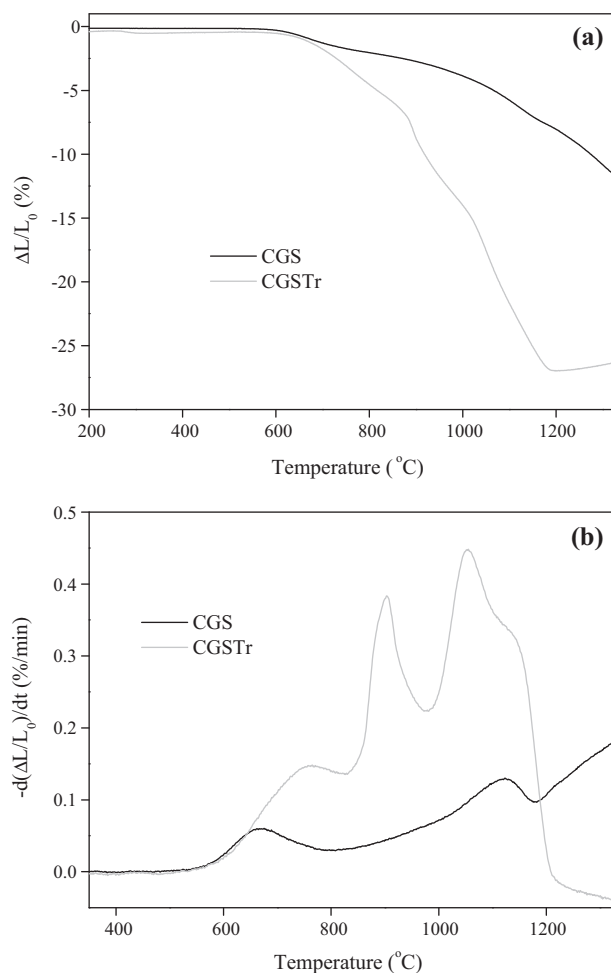 (a)
0
-5
-10
-15
-20
-25
-30
ΔL/L₀ (%)
CGS
CGSTr
200 400 600 800 1000 1200
Temperature (°C)
(b)
0.5
0.4
0.3
0.2
0.1
0.0
-d(ΔL/L₀)/dt (%/min)
CGS
CGSTr
400 600 800 1000 1200
Temperature (°C)